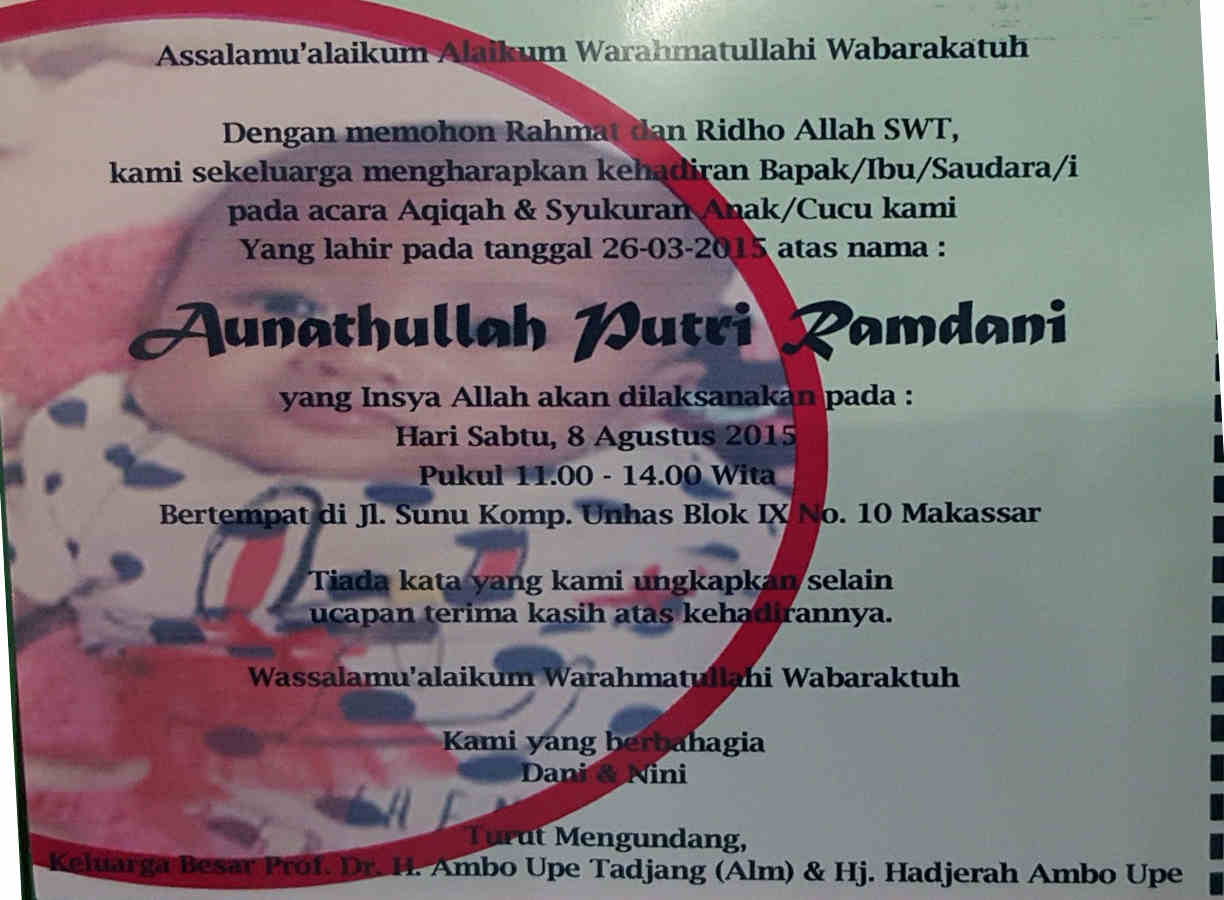 Assalamu'alaikum Alaikum Warahmatullahi Wabarakatuh
Dengan memohon Rahmat dan Ridho Allah SWT,
kami sekeluarga mengharapkan kehadiran Bapak/Ibu/Saudara/i
pada acara Aqiqah & Syukuran Anak/Cucu kami
Yang lahir pada tanggal 26-03-2015 atas nama :
Aunathullah Putri Ramdani
yang Insya Allah akan dilaksanakan pada :
Hari Sabtu, 8 Agustus 2015
Pukul 11.00 - 14.00 Wita
Bertempat di Jl. Sunu Komp. Unhas Blok IX No. 10 Makassar
Tiada kata yang kami ungkapkan selain
ucapan terima kasih atas kehadirannya.
Wassalamu'alaikum Warahmatullahi Wabaraktuh
Kami yang berbahagia
Dani & Nini
Turut Mengundang,
Keluarga Besar Prof. Dr. H. Ambo Upe Tadjang (Alm) & Hj. Hadjerah Ambo Upe